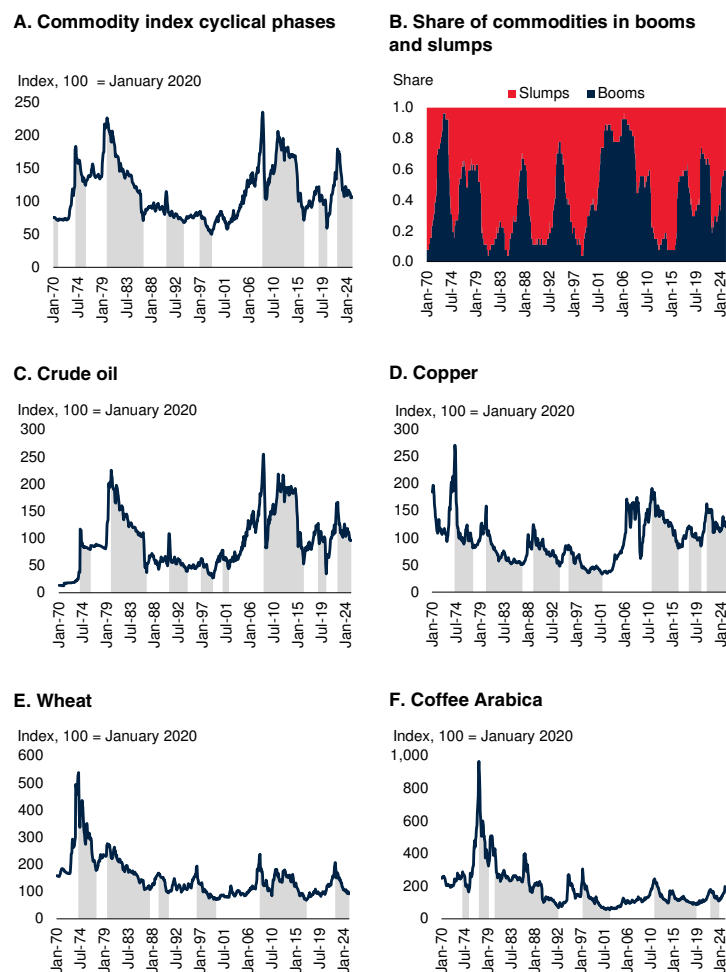 A. Commodity index cyclical phases
Index, 100 = January 2020
250
200
150
100
50
0
Jan-70
Jul-74
Jan-79
Jul-83
Jan-88
Jul-92
Jan-97
Jul-01
Jan-06
Jul-10
Jan-15
Jul-19
Jan-24
B. Share of commodities in booms
and slumps
Share
Slumps Booms
1.0
0.8
0.6
0.4
0.2
0.0
Jan-70
Jul-74
Jan-79
Jul-83
Jan-88
Jul-92
Jan-97
Jul-01
Jan-06
Jul-10
Jan-15
Jul-19
Jan-24
C. Crude oil
Index, 100 = January 2020
300
250
200
150
100
50
0
Jan-70
Jul-74
Jan-79
Jul-83
Jan-88
Jul-92
Jan-97
Jul-01
Jan-06
Jul-10
Jan-15
Jul-19
Jan-24
D. Copper
Index, 100 = January 2020
300
250
200
150
100
50
0
Jan-70
Jul-74
Jan-79
Jul-83
Jan-88
Jul-92
Jan-97
Jul-01
Jan-06
Jul-10
Jan-15
Jul-19
Jan-24
E. Wheat
Index, 100 = January 2020
600
500
400
300
200
100
0
Jan-70
Jul-74
Jan-79
Jul-83
Jan-88
Jul-92
Jan-97
Jul-01
Jan-06
Jul-10
Jan-15
Jul-19
Jan-24
F. Coffee Arabica
Index, 100 = January 2020
1,000
800
600
400
200
0
Jan-70
Jul-74
Jan-79
Jul-83
Jan-88
Jul-92
Jan-97
Jul-01
Jan-06
Jul-10
Jan-15
Jul-19
Jan-24